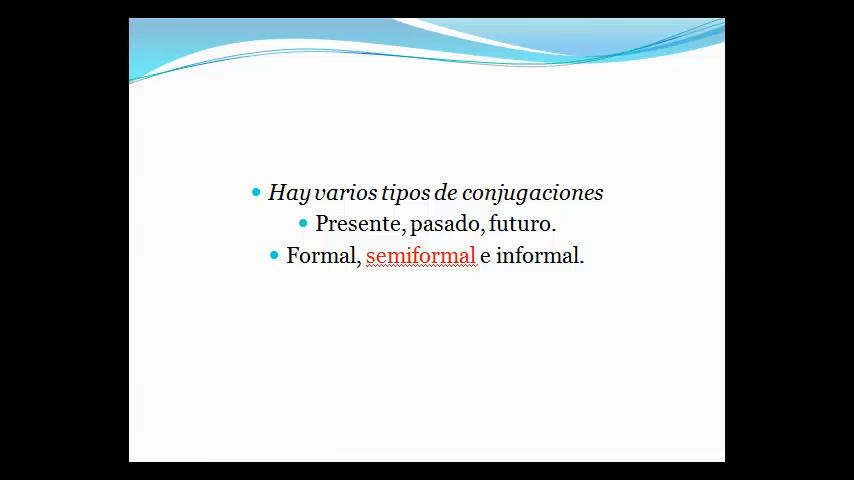 Hay varios tipos de conjugaciones
Presente, pasado, futuro.
Formal, semiformal e informal.